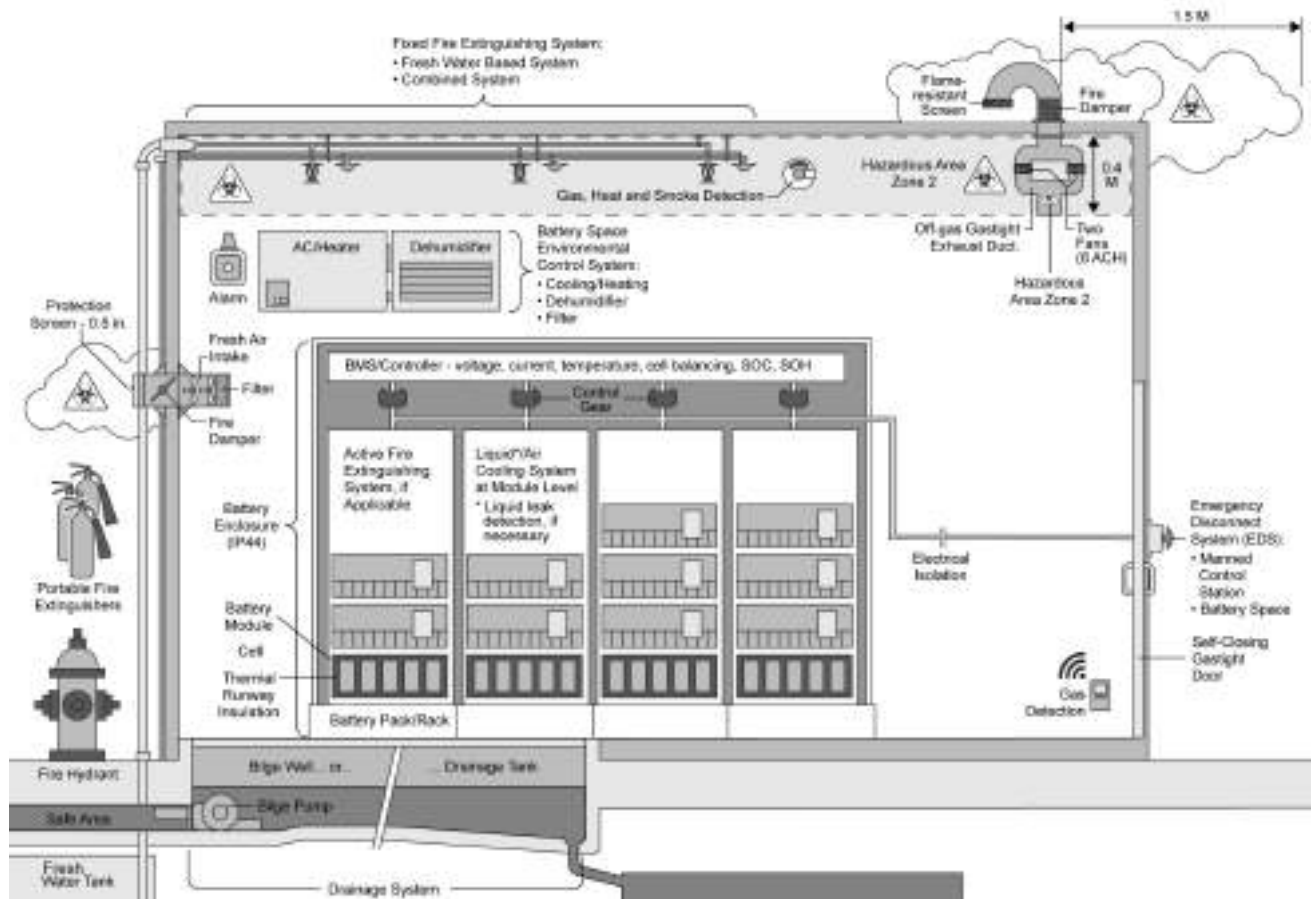 1.5 M
Fixed Fire Extinguishing System:
• Fresh Water Based System
• Combined System
Flame-
resistant
Screen
Fire
Damper
Hazardous Area
Zone 2
0.4
M
Gas, Heat and Smoke Detection
Off-gas Gastight
Exhaust Duct
Two
Fans
(6 ACH)
Hazardous
Area Zone 2
Alarm
AC/Heater
Dehumidifier
Battery Space
Environmental
Control System:
• Cooling/Heating
• Dehumidifier
• Filter
Protection
Screen - 0.5 in.
Fresh Air
Intake
Filter
Fire
Damper
BMS/Controller - voltage, current, temperature, cell balancing, SOC, SOH
Control
Gear
Active Fire
Extinguishing
System, if
Applicable
Liquid*/Air
Cooling System
at Module Level
* Liquid leak
detection, if
necessary
Battery
Enclosure
(IP44)
Electrical
Isolation
Emergency
Disconnect
System (EDS):
• Manned
Control
Station
• Battery Space
Portable Fire
Extinguishers
Battery
Module
Cell
Thermal
Runway
Insulation
Self-Closing
Gastight
Door
Gas
Detection
Battery Pack/Rack
Fire Hydrant
Bilge Well... or...
...Drainage Tank
Bilge Pump
Safe Area
Fresh
Water Tank
Drainage System